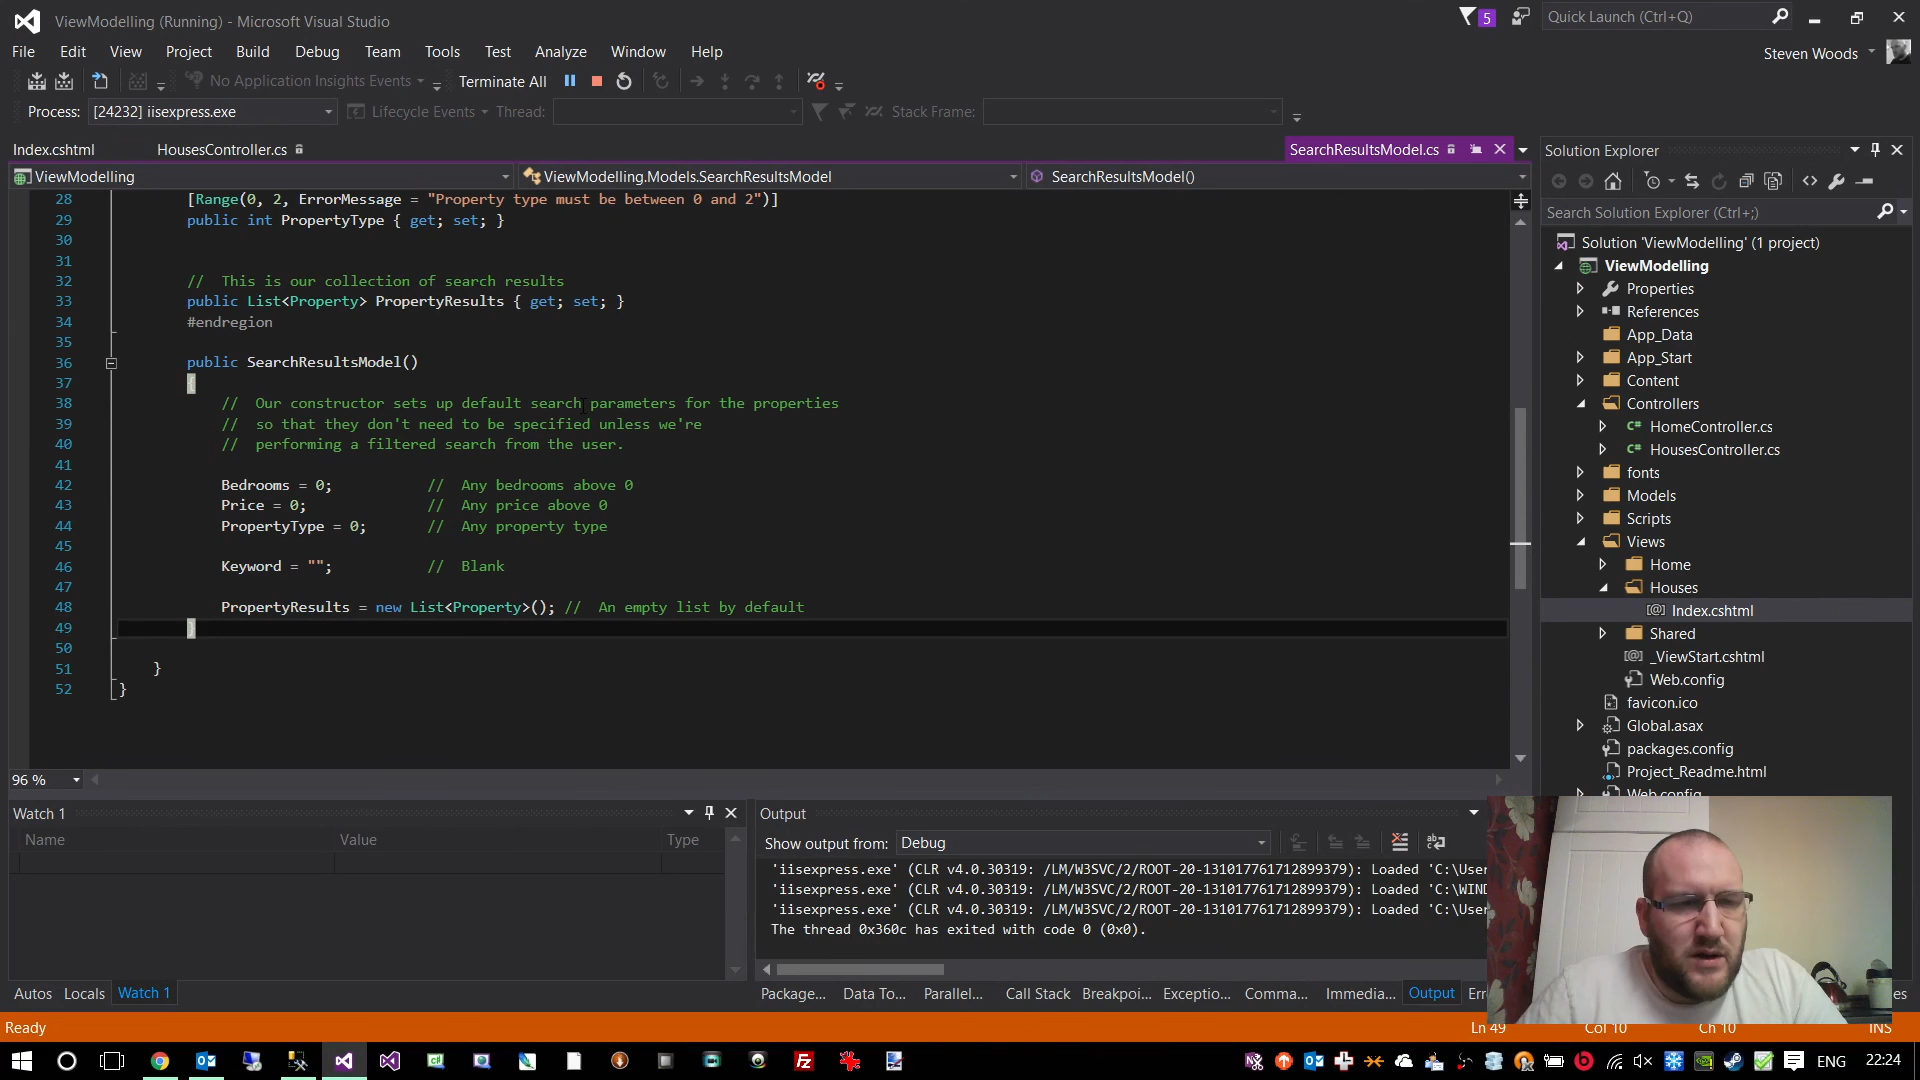 ViewModelling (Running) - Microsoft Visual Studio
5
Quick Launch (Ctrl+Q)
File Edit View Project Build Debug Team Tools Test Analyze Window Help
Steven Woods
No Application Insights Events
Terminate All
Process: [24232] iisexpress.exe
Lifecycle Events
Thread:
Stack Frame:
Index.cshtml
HousesController.cs
SearchResultsModel.cs
ViewModelling
ViewModelling.Models.SearchResultsModel
SearchResultsModel()
28 [Range(0, 2, ErrorMessage = "Property type must be between 0 and 2")]
29 public int PropertyType { get; set; }
30
31
32 // This is our collection of search results
33 public List<Property> PropertyResults { get; set; }
34 #endregion
35
36 public SearchResultsModel()
37 {
38 // Our constructor sets up default search parameters for the properties
39 // so that they don't need to be specified unless we're
40 // performing a filtered search from the user.
41
42 Bedrooms = 0; // Any bedrooms above 0
43 Price = 0; // Any price above 0
44 PropertyType = 0; // Any property type
45
46 Keyword = ""; // Blank
47
48 PropertyResults = new List<Property>(); // An empty list by default
49 }
50
51 }
52 }
96 %
Solution Explorer
Search Solution Explorer (Ctrl+;)
Solution 'ViewModelling' (1 project)
ViewModelling
Properties
References
App_Data
App_Start
Content
Controllers
HomeController.cs
HousesController.cs
fonts
Models
Scripts
Views
Home
Houses
Index.cshtml
Shared
_ViewStart.cshtml
Web.config
favicon.ico
Global.asax
packages.config
Project_Readme.html
Web.config
Watch 1
Name Value Type
Autos Locals Watch 1
Output
Show output from: Debug
'iisexpress.exe' (CLR v4.0.30319: /LM/W3SVC/2/ROOT-20-131017761712899379): Loaded 'C:\User
'iisexpress.exe' (CLR v4.0.30319: /LM/W3SVC/2/ROOT-20-131017761712899379): Loaded 'C:\WIND
'iisexpress.exe' (CLR v4.0.30319: /LM/W3SVC/2/ROOT-20-131017761712899379): Loaded 'C:\User
The thread 0x360c has exited with code 0 (0x0).
Package... Data To... Parallel... Call Stack Breakpoi... Exceptio... Comma... Immedia... Output
Ready
Ln 49 Col 10 Ch 10 INS
ENG 22:24